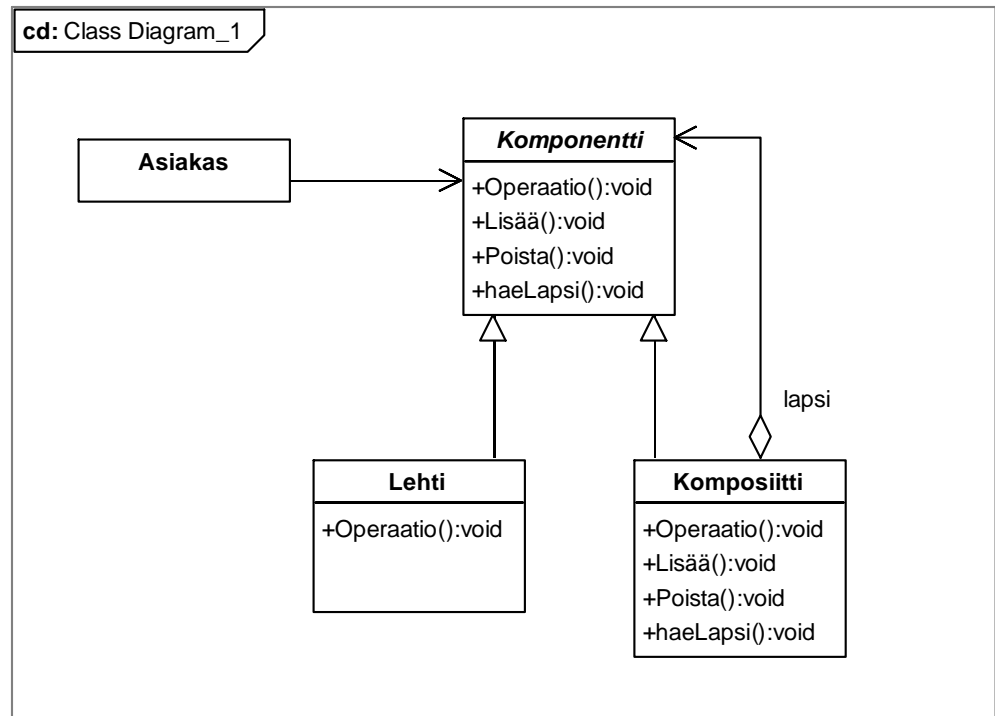 cd: Class Diagram_1
Asiakas
Komponentti
+Operaatio():void
+Lisää():void
+Poista():void
+haeLapsi():void
lapsi
Lehti
+Operaatio():void
Komposiitti
+Operaatio():void
+Lisää():void
+Poista():void
+haeLapsi():void